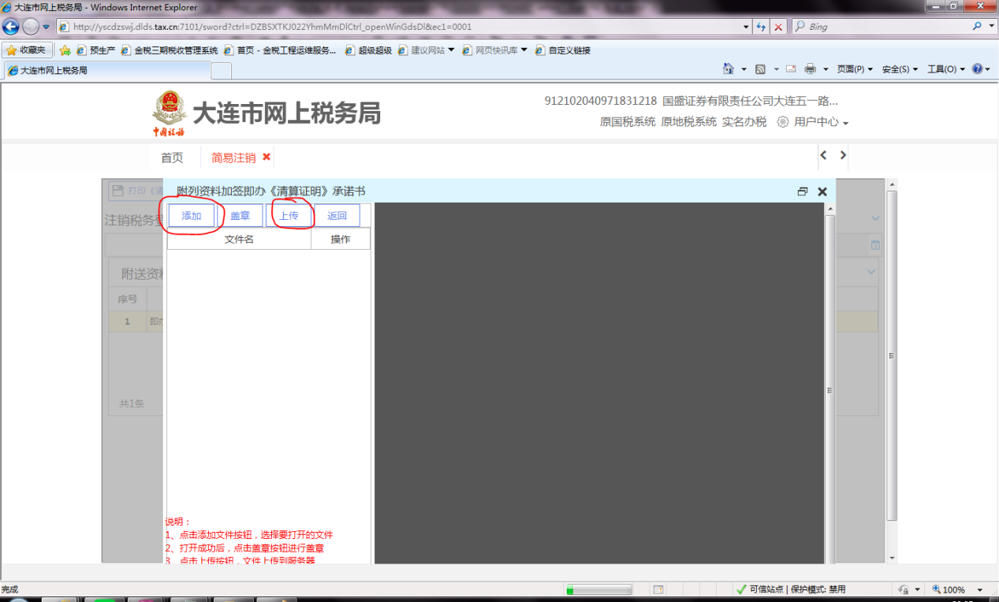 大连市网上税务局 - Windows Internet Explorer
http://yscdzswj.dlds.tax.cn:7101/sword?ctrl=DZBSXTKJ022YhmMmDlCtrl_openWinGdsDl&ec1=0001
Bing
收藏夹 预生产 金税三期税收管理系统 首页 - 金税工程运维服务... 超级超级 建议网站 网页快讯库 自定义链接
大连市网上税务局 页面(P) 安全(S) 工具(O)
中国税务 大连市网上税务局
912102040971831218 国盛证券有限责任公司大连五一路...
原国税系统 原地税系统 实名办税 用户中心
首页 简易注销
打印《清
附列资料加签即办《清算证明》承诺书
注销税务登
添加 盖章 上传 返回
文件名 操作
附送资料
序号
1 即办
共1条
说明：
1、点击添加文件按钮，选择要打开的文件
2、打开成功后，点击盖章按钮进行盖章
3、点击上传按钮，文件上传到服务器
完成 可信站点 | 保护模式: 禁用 100%